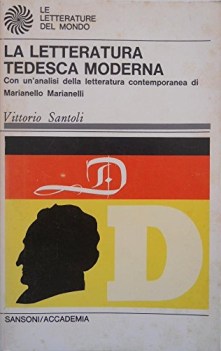 LE
LETTERATURE
DEL MONDO
LA LETTERATURA
TEDESCA MODERNA
Con un'analisi della letteratura contemporanea di
Marianello Marianelli
Vittorio Santoli
D
D
SANSONI/ACCADEMIA